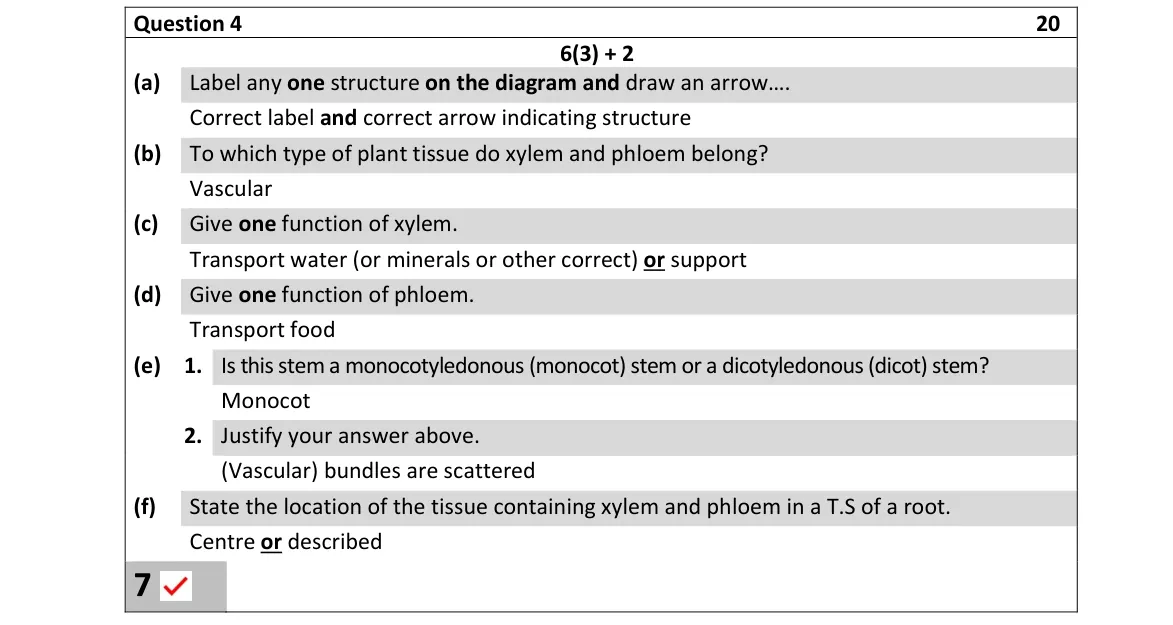 Question 4 20
6(3) + 2
(a) Label any one structure on the diagram and draw an arrow….
Correct label and correct arrow indicating structure
(b) To which type of plant tissue do xylem and phloem belong?
Vascular
(c) Give one function of xylem.
Transport water (or minerals or other correct) or support
(d) Give one function of phloem.
Transport food
(e) 1. Is this stem a monocotyledonous (monocot) stem or a dicotyledonous (dicot) stem?
Monocot
2. Justify your answer above.
(Vascular) bundles are scattered
(f) State the location of the tissue containing xylem and phloem in a T.S of a root.
Centre or described
7